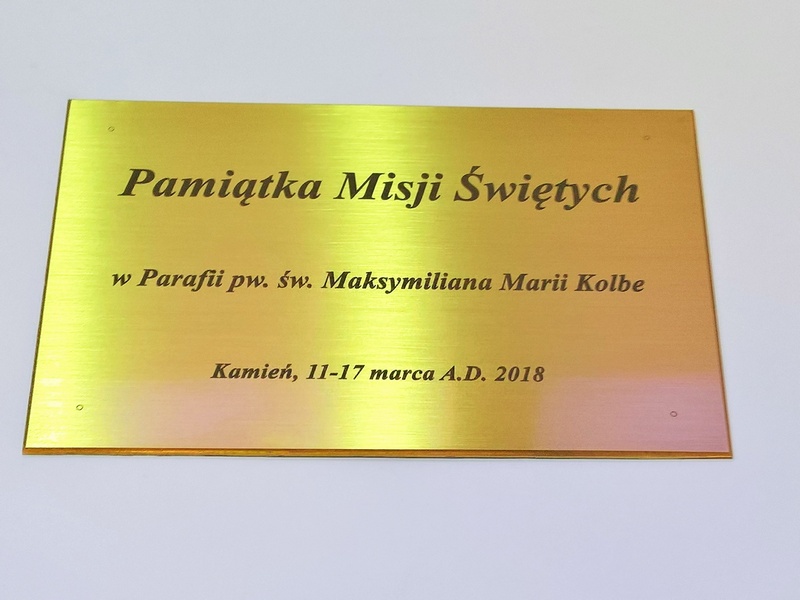 Pamiątka Misji Świętych
w Parafii pw. św. Maksymiliana Marii Kolbe
Kamień, 11-17 marca A.D. 2018